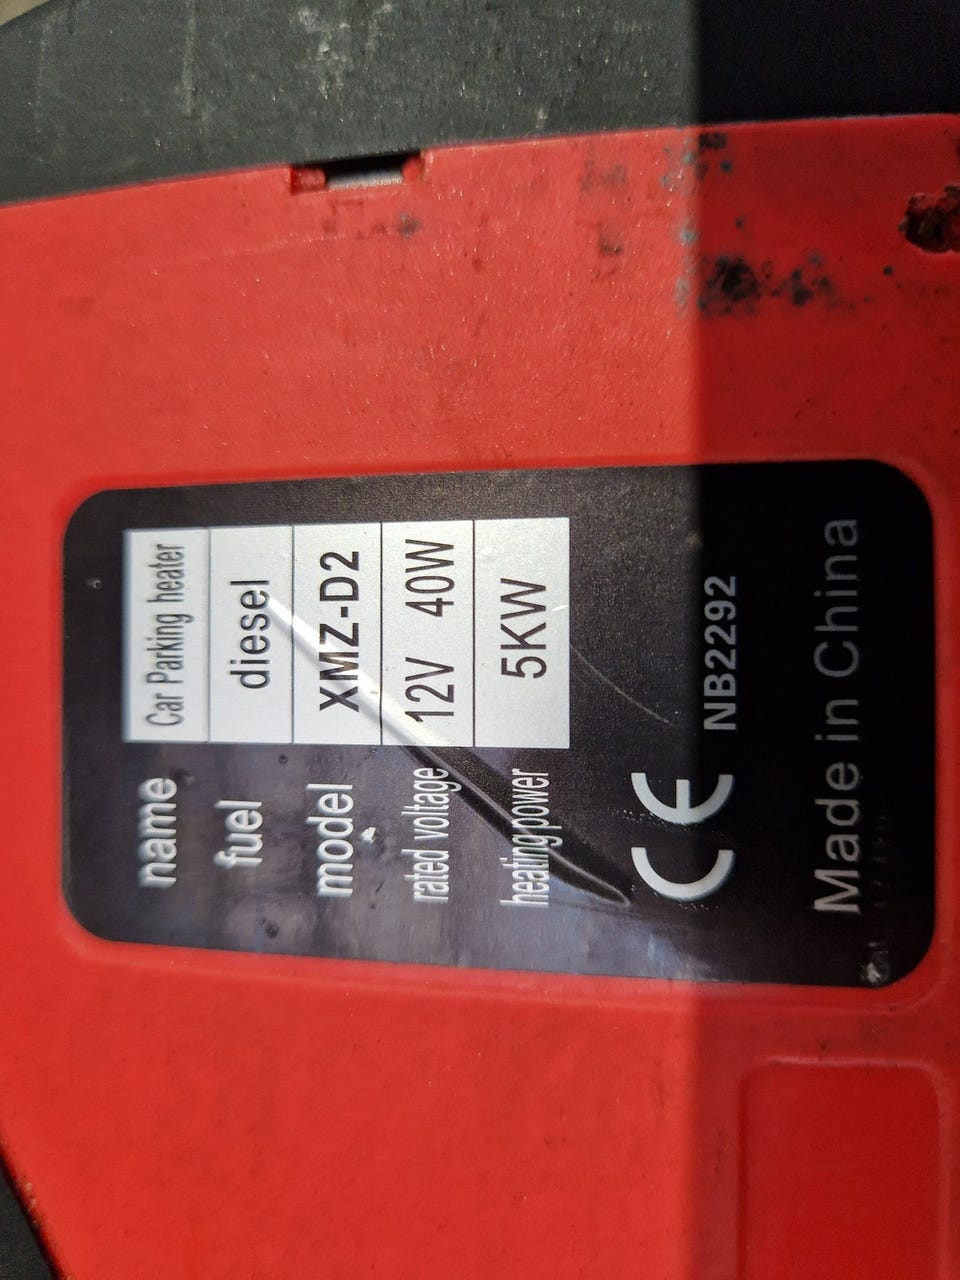 name Car Parking heater
fuel diesel
model XMZ-D2
rated voltage 12V 40W
heating power 5KW
CE NB2292
Made in China